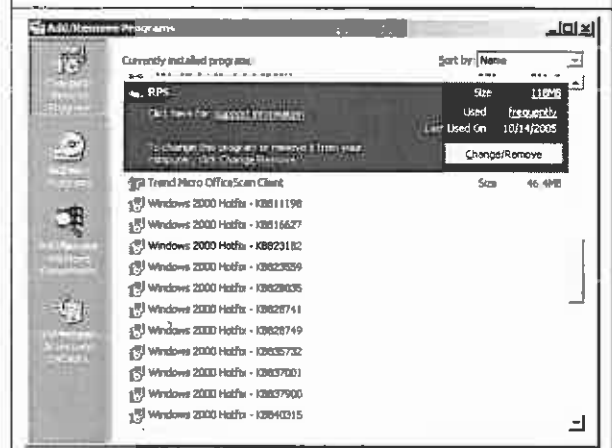 Add/Remove Programs
Currently installed programs:
Sort by: Name
RPS
Size 118MB
Click here for support information.
Used frequently
Last Used On 10/14/2005
To change this program or remove it from your computer, click Change/Remove.
Change/Remove
Trend Micro OfficeScan Client
Size 46.4MB
Windows 2000 Hotfix - KB811198
Windows 2000 Hotfix - KB816627
Windows 2000 Hotfix - KB823182
Windows 2000 Hotfix - KB823559
Windows 2000 Hotfix - KB828035
Windows 2000 Hotfix - KB828741
Windows 2000 Hotfix - KB828749
Windows 2000 Hotfix - KB835732
Windows 2000 Hotfix - KB837001
Windows 2000 Hotfix - KB837900
Windows 2000 Hotfix - KB840315